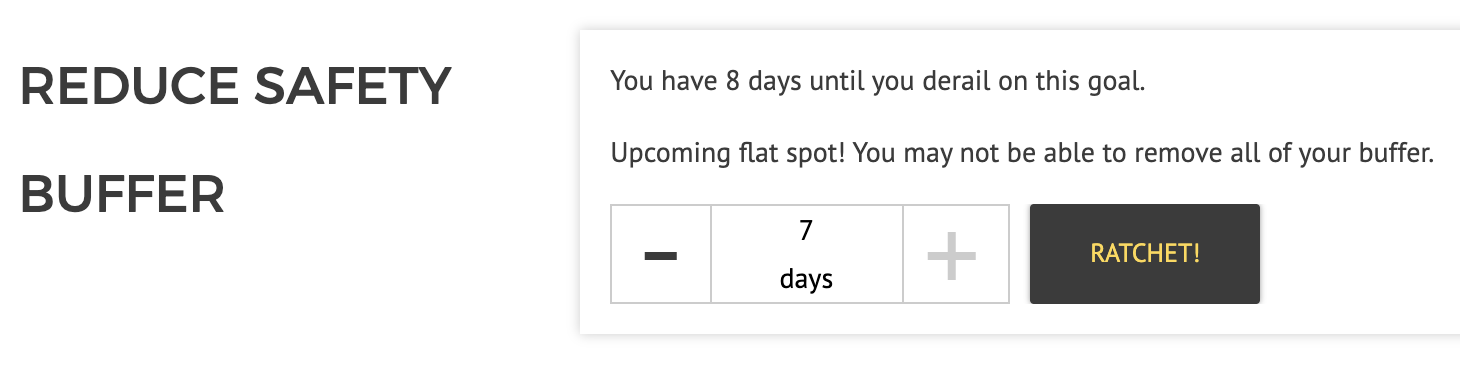 REDUCE SAFETY
BUFFER
You have 8 days until you derail on this goal.
Upcoming flat spot! You may not be able to remove all of your buffer.
7
days
RATCHET!